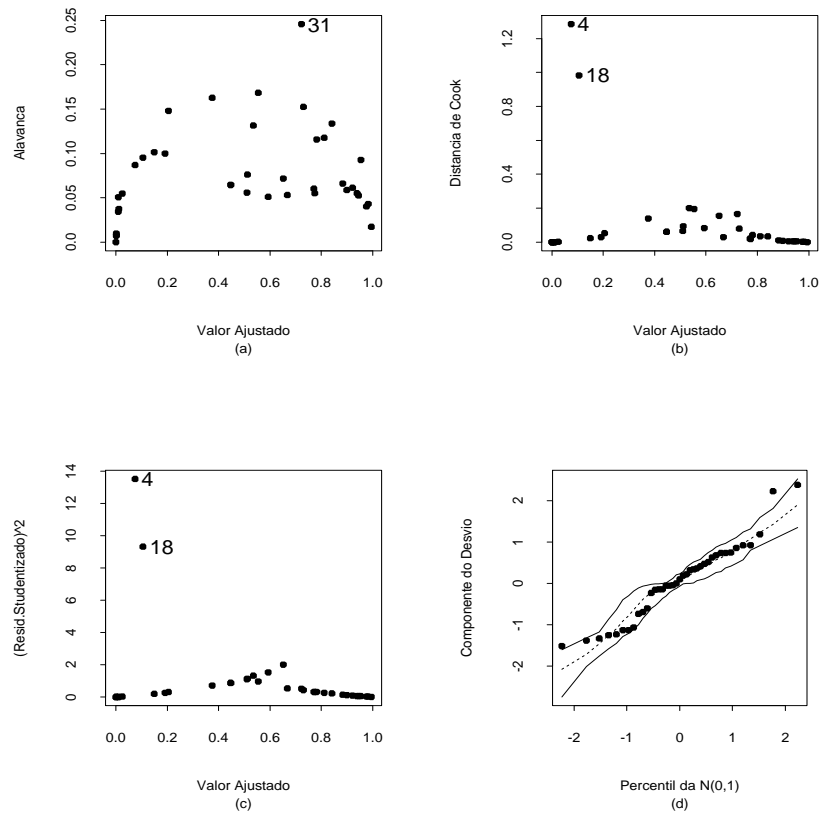 Alavanca
0.0 0.05 0.10 0.15 0.20 0.25
31
0.0 0.2 0.4 0.6 0.8 1.0
Valor Ajustado
(a)
Distancia de Cook
0.0 0.4 0.8 1.2
4
18
0.0 0.2 0.4 0.6 0.8 1.0
Valor Ajustado
(b)
(Resid.Studentizado)^2
0 2 4 6 8 10 12 14
4
18
0.0 0.2 0.4 0.6 0.8 1.0
Valor Ajustado
(c)
Componente do Desvio
-2 -1 0 1 2
-2 -1 0 1 2
Percentil da N(0,1)
(d)